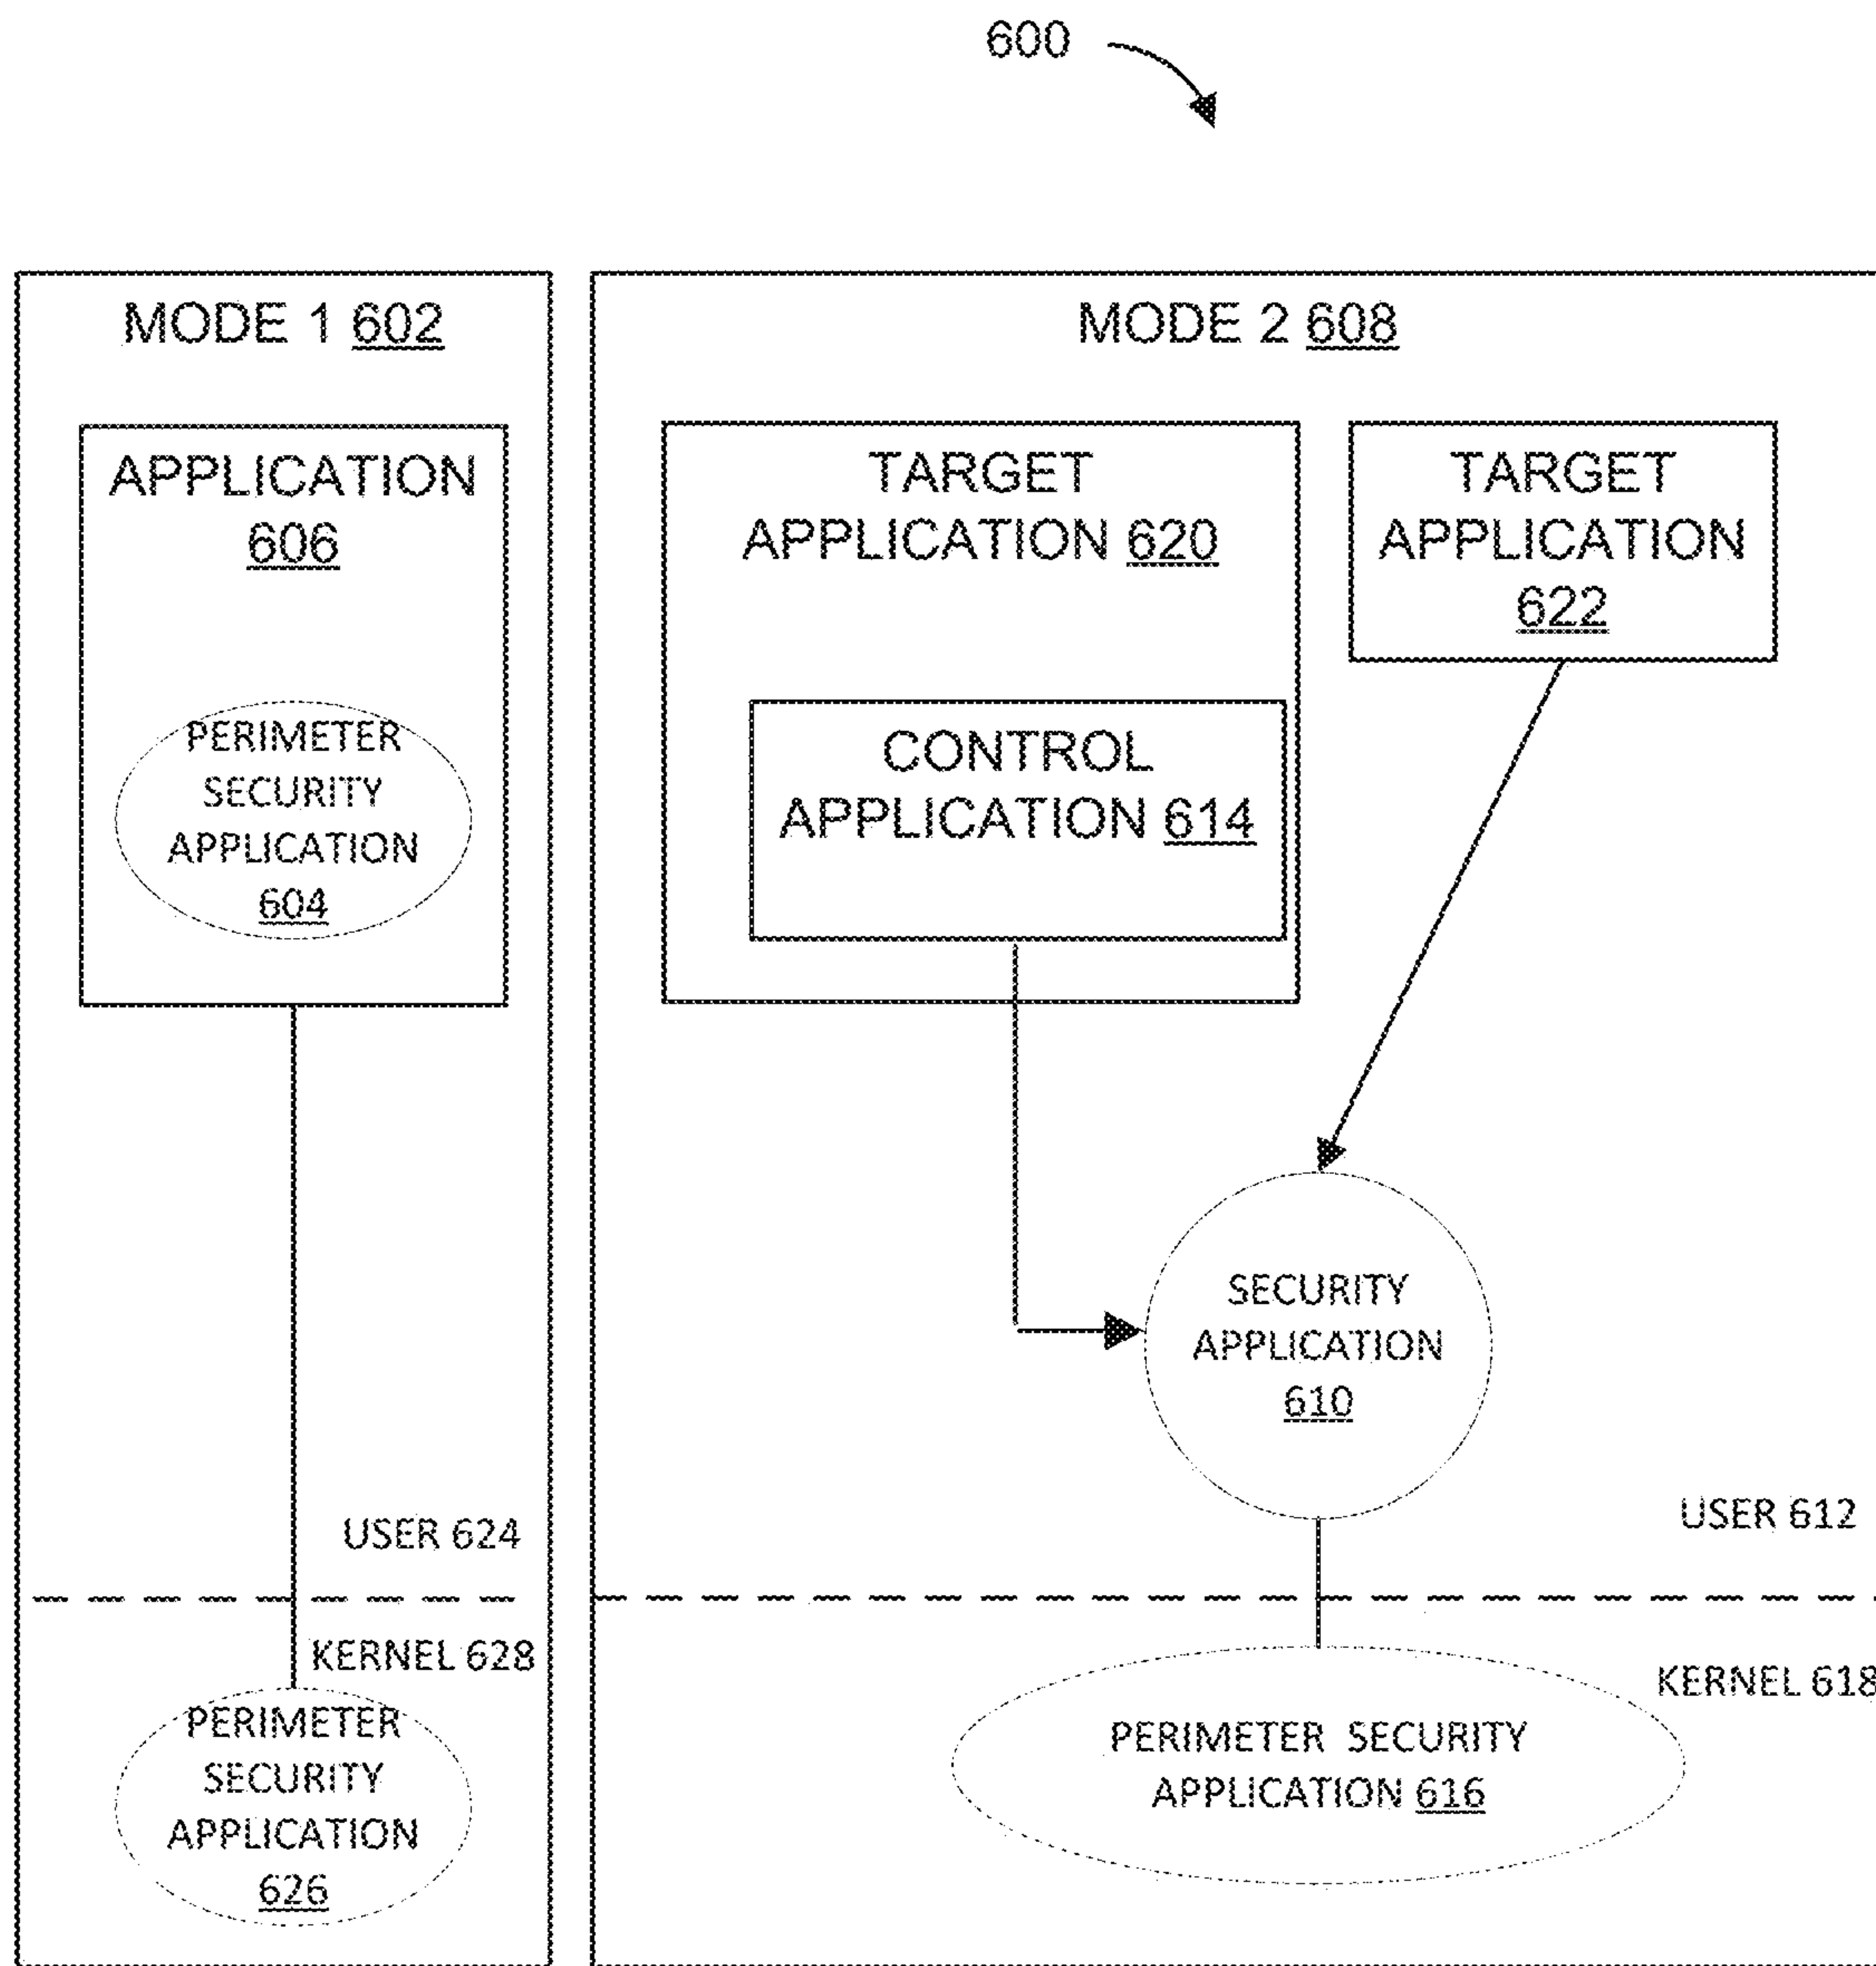 600
MODE 1 602
APPLICATION
606
PERIMETER
SECURITY
APPLICATION
604
USER 624
KERNEL 628
PERIMETER
SECURITY
APPLICATION
626
MODE 2 608
TARGET
APPLICATION 620
CONTROL
APPLICATION 614
TARGET
APPLICATION
622
SECURITY
APPLICATION
610
USER 612
KERNEL 618
PERIMETER SECURITY
APPLICATION 616